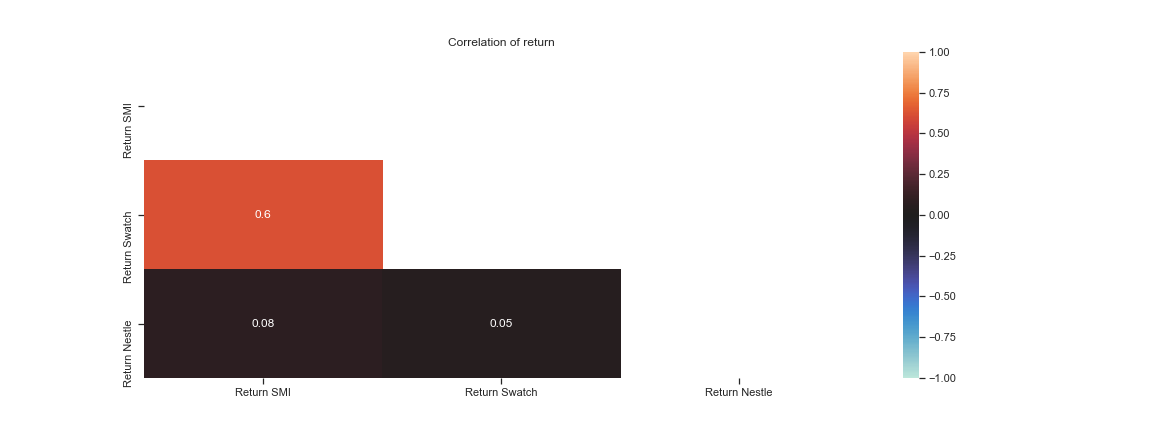 Correlation of return
Return SMI
Return Swatch
Return Nestle
0.6
0.08
0.05
Return SMI
Return Swatch
Return Nestle
1.00
0.75
0.50
0.25
0.00
−0.25
−0.50
−0.75
−1.00